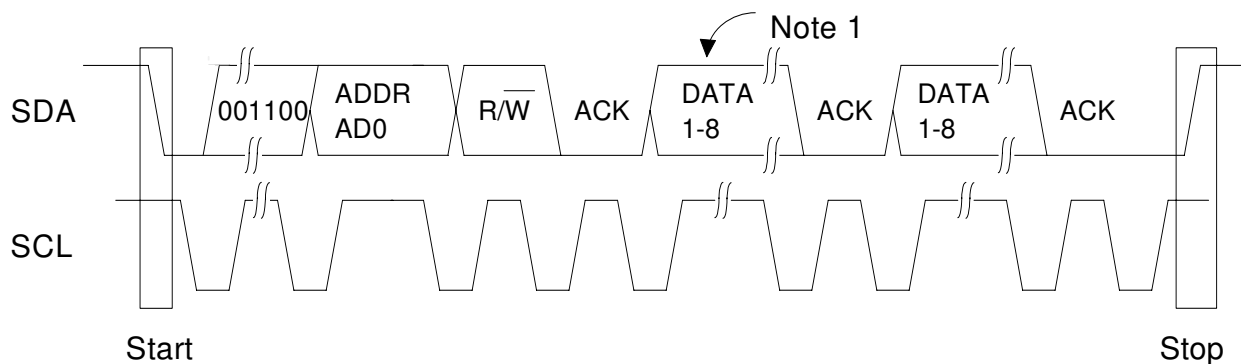 Note 1
SDA
001100
ADDR
AD0
R/W
ACK
DATA
1-8
ACK
DATA
1-8
ACK
SCL
Start
Stop